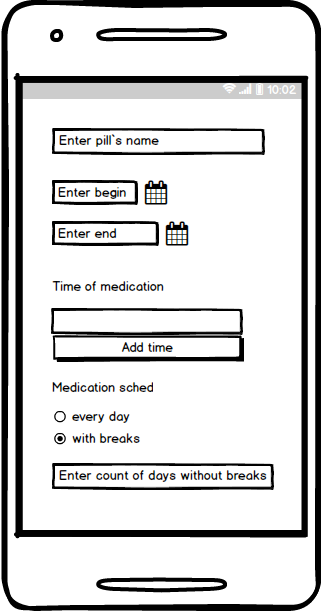 10:02
Enter pill`s name
Enter begin
Enter end
Time of medication
Add time
Medication sched
every day
with breaks
Enter count of days without breaks